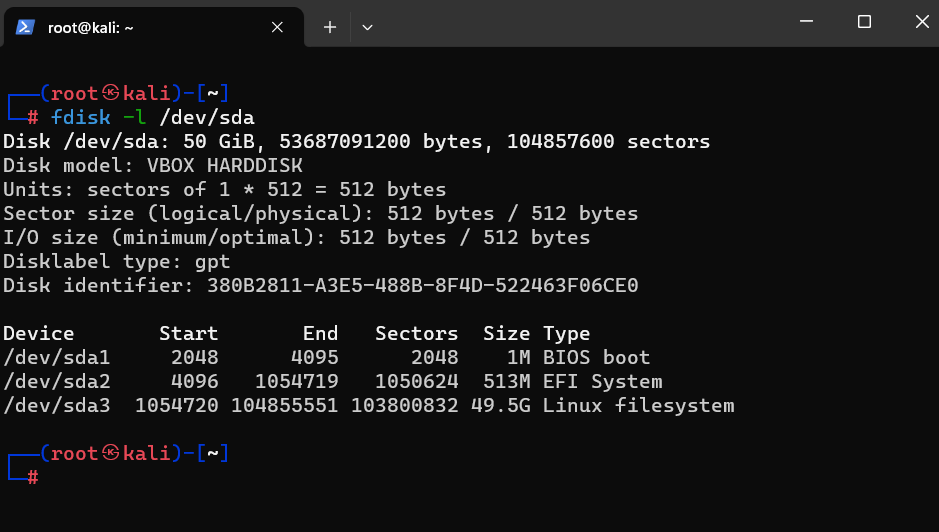 root@kali: ~
┌──(root㉿kali)-[~]
└─# fdisk -l /dev/sda
Disk /dev/sda: 50 GiB, 53687091200 bytes, 104857600 sectors
Disk model: VBOX HARDDISK
Units: sectors of 1 * 512 = 512 bytes
Sector size (logical/physical): 512 bytes / 512 bytes
I/O size (minimum/optimal): 512 bytes / 512 bytes
Disklabel type: gpt
Disk identifier: 380B2811-A3E5-488B-8F4D-522463F06CE0
Device       Start       End   Sectors  Size Type
/dev/sda1     2048      4095      2048    1M BIOS boot
/dev/sda2     4096   1054719   1050624  513M EFI System
/dev/sda3  1054720 104855551 103800832 49.5G Linux filesystem
┌──(root㉿kali)-[~]
└─#